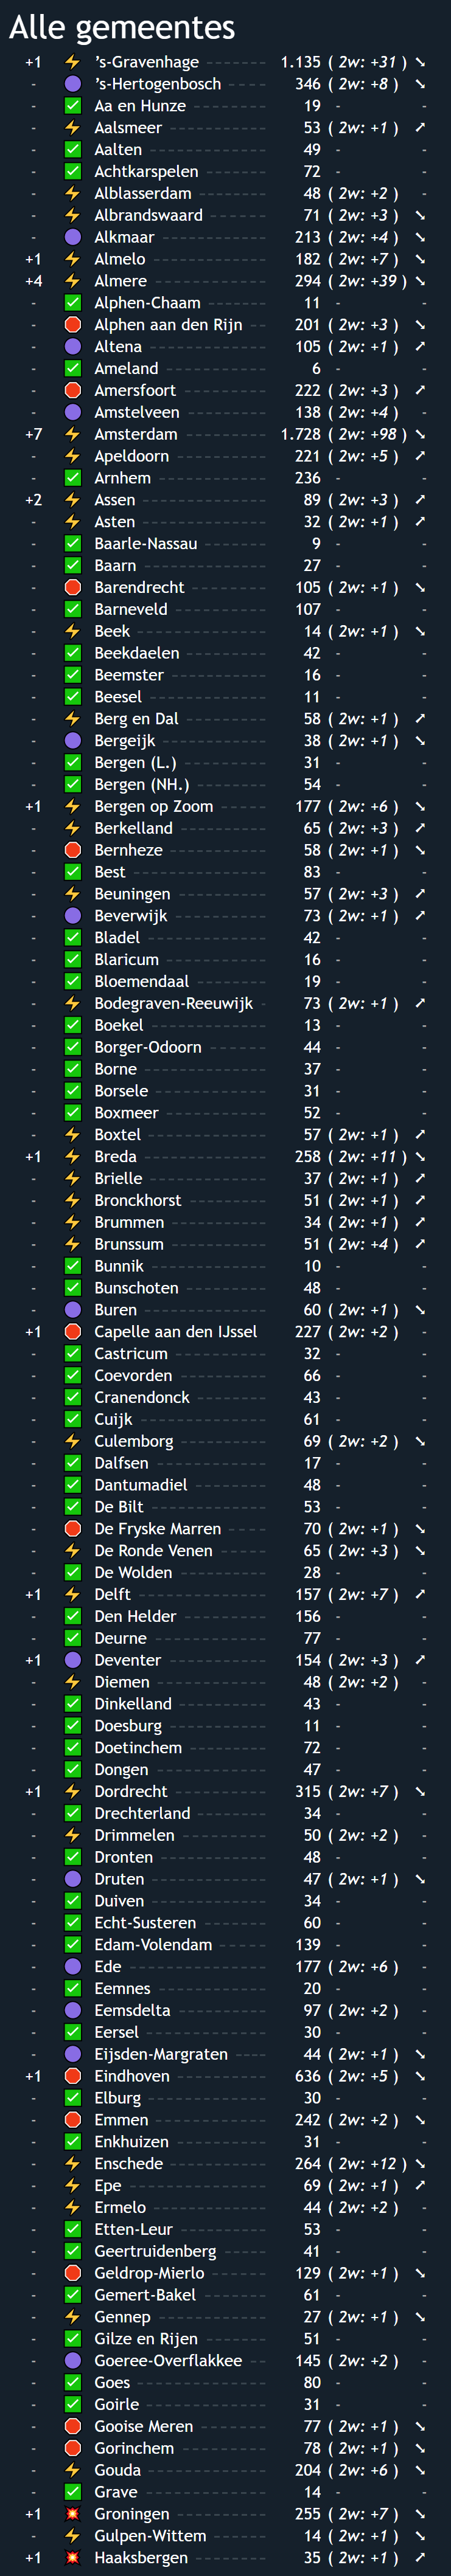 Alle gemeentes
+1 ⚡ ’s-Gravenhage 1.135 ( 2w: +31 ) ➘
- 🟣 ’s-Hertogenbosch 346 ( 2w: +8 ) ➘
- ✅ Aa en Hunze 19 - -
- ⚡ Aalsmeer 53 ( 2w: +1 ) ➚
- ✅ Aalten 49 - -
- ✅ Achtkarspelen 72 - -
- ⚡ Alblasserdam 48 ( 2w: +2 ) -
- ⚡ Albrandswaard 71 ( 2w: +3 ) ➘
- 🟣 Alkmaar 213 ( 2w: +4 ) ➘
+1 ⚡ Almelo 182 ( 2w: +7 ) ➘
+4 ⚡ Almere 294 ( 2w: +39 ) ➘
- ✅ Alphen-Chaam 11 - -
- 🛑 Alphen aan den Rijn 201 ( 2w: +3 ) ➘
- 🟣 Altena 105 ( 2w: +1 ) ➚
- ✅ Ameland 6 - -
- 🛑 Amersfoort 222 ( 2w: +3 ) ➚
- 🟣 Amstelveen 138 ( 2w: +4 ) -
+7 ⚡ Amsterdam 1.728 ( 2w: +98 ) ➘
- ⚡ Apeldoorn 221 ( 2w: +5 ) ➚
- ✅ Arnhem 236 - -
+2 ⚡ Assen 89 ( 2w: +3 ) ➚
- ⚡ Asten 32 ( 2w: +1 ) ➚
- ✅ Baarle-Nassau 9 - -
- ✅ Baarn 27 - -
- 🛑 Barendrecht 105 ( 2w: +1 ) ➘
- ✅ Barneveld 107 - -
- ⚡ Beek 14 ( 2w: +1 ) ➘
- ✅ Beekdaelen 42 - -
- ✅ Beemster 16 - -
- ✅ Beesel 11 - -
- ⚡ Berg en Dal 58 ( 2w: +1 ) ➚
- 🟣 Bergeijk 38 ( 2w: +1 ) ➘
- ✅ Bergen (L.) 31 - -
- ✅ Bergen (NH.) 54 - -
+1 ⚡ Bergen op Zoom 177 ( 2w: +6 ) ➘
- ⚡ Berkelland 65 ( 2w: +3 ) ➚
- 🛑 Bernheze 58 ( 2w: +1 ) ➘
- ✅ Best 83 - -
- ⚡ Beuningen 57 ( 2w: +3 ) ➚
- 🟣 Beverwijk 73 ( 2w: +1 ) ➚
- ✅ Bladel 42 - -
- ✅ Blaricum 16 - -
- ✅ Bloemendaal 19 - -
- ⚡ Bodegraven-Reeuwijk 73 ( 2w: +1 ) ➚
- ✅ Boekel 13 - -
- ✅ Borger-Odoorn 44 - -
- ✅ Borne 37 - -
- ✅ Borsele 31 - -
- ✅ Boxmeer 52 - -
- ⚡ Boxtel 57 ( 2w: +1 ) ➚
+1 ⚡ Breda 258 ( 2w: +11 ) ➘
- ⚡ Brielle 37 ( 2w: +1 ) ➚
- ⚡ Bronckhorst 51 ( 2w: +1 ) ➚
- ⚡ Brummen 34 ( 2w: +1 ) ➚
- ⚡ Brunssum 51 ( 2w: +4 ) ➚
- ✅ Bunnik 10 - -
- ✅ Bunschoten 48 - -
- 🟣 Buren 60 ( 2w: +1 ) ➘
+1 🛑 Capelle aan den IJssel 227 ( 2w: +2 ) -
- ✅ Castricum 32 - -
- ✅ Coevorden 66 - -
- ✅ Cranendonck 43 - -
- ✅ Cuijk 61 - -
- ⚡ Culemborg 69 ( 2w: +2 ) ➘
- ✅ Dalfsen 17 - -
- ✅ Dantumadiel 48 - -
- ✅ De Bilt 53 - -
- 🛑 De Fryske Marren 70 ( 2w: +1 ) ➘
- ⚡ De Ronde Venen 65 ( 2w: +3 ) ➘
- ✅ De Wolden 28 - -
+1 ⚡ Delft 157 ( 2w: +7 ) ➚
- ✅ Den Helder 156 - -
- ✅ Deurne 77 - -
+1 🟣 Deventer 154 ( 2w: +3 ) ➚
- ⚡ Diemen 48 ( 2w: +2 ) -
- ✅ Dinkelland 43 - -
- ✅ Doesburg 11 - -
- ✅ Doetinchem 72 - -
- ✅ Dongen 47 - -
+1 ⚡ Dordrecht 315 ( 2w: +7 ) ➘
- ✅ Drechterland 34 - -
- ⚡ Drimmelen 50 ( 2w: +2 ) -
- ✅ Dronten 48 - -
- 🟣 Druten 47 ( 2w: +1 ) ➘
- ✅ Duiven 34 - -
- ✅ Echt-Susteren 60 - -
- ✅ Edam-Volendam 139 - -
- 🟣 Ede 177 ( 2w: +6 ) -
- ✅ Eemnes 20 - -
- 🟣 Eemsdelta 97 ( 2w: +2 ) -
- ✅ Eersel 30 - -
- 🟣 Eijsden-Margraten 44 ( 2w: +1 ) ➘
+1 🛑 Eindhoven 636 ( 2w: +5 ) ➘
- ✅ Elburg 30 - -
- 🛑 Emmen 242 ( 2w: +2 ) ➘
- ✅ Enkhuizen 31 - -
- ⚡ Enschede 264 ( 2w: +12 ) ➘
- ⚡ Epe 69 ( 2w: +1 ) ➚
- ⚡ Ermelo 44 ( 2w: +2 ) -
- ✅ Etten-Leur 53 - -
- ✅ Geertruidenberg 41 - -
- 🛑 Geldrop-Mierlo 129 ( 2w: +1 ) ➘
- ✅ Gemert-Bakel 61 - -
- ⚡ Gennep 27 ( 2w: +1 ) ➘
- ✅ Gilze en Rijen 51 - -
- 🟣 Goeree-Overflakkee 145 ( 2w: +2 ) -
- ✅ Goes 80 - -
- ✅ Goirle 31 - -
- 🛑 Gooise Meren 77 ( 2w: +1 ) ➘
- 🛑 Gorinchem 78 ( 2w: +1 ) ➘
- ⚡ Gouda 204 ( 2w: +6 ) ➘
- ✅ Grave 14 - -
+1 💥 Groningen 255 ( 2w: +7 ) ➘
- ⚡ Gulpen-Wittem 14 ( 2w: +1 ) ➘
+1 💥 Haaksbergen 35 ( 2w: +1 ) ➚